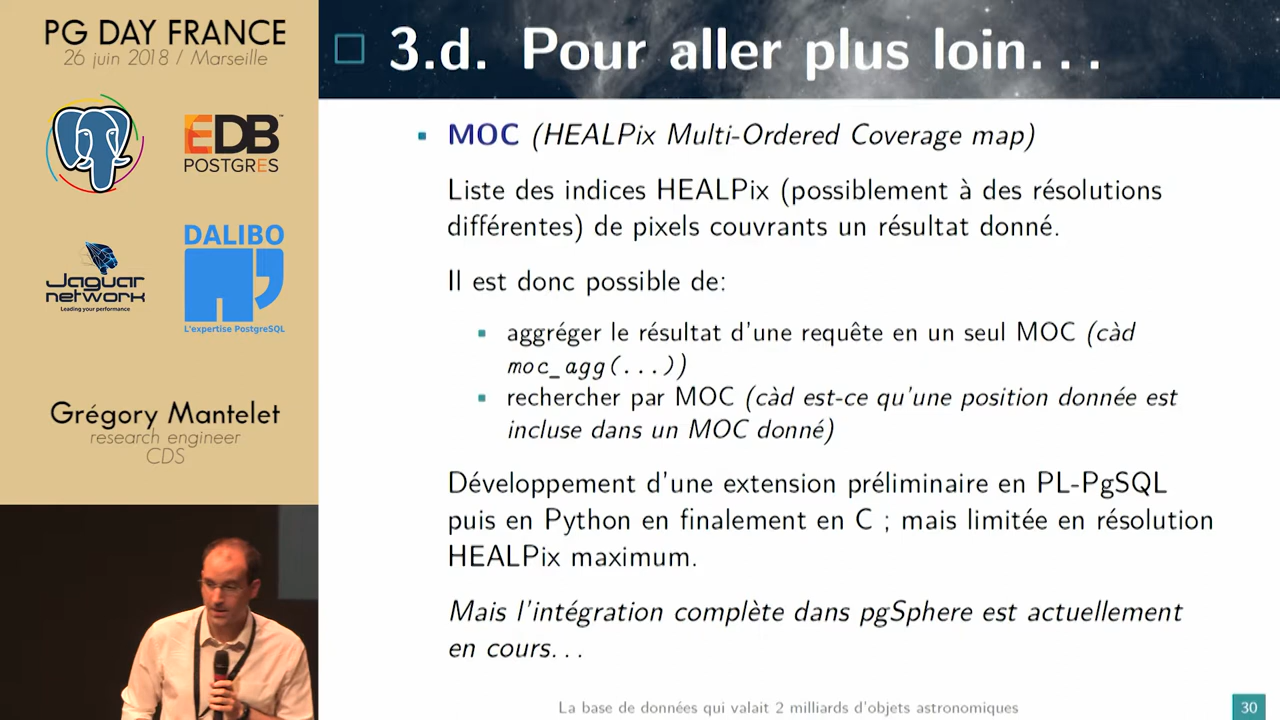 PG DAY FRANCE
26 juin 2018 / Marseille
EDB
POSTGRES
Jaguar
network
Leading your performance
DALIBO
L'expertise PostgreSQL
Grégory Mantelet
research engineer
CDS
3.d. Pour aller plus loin...
MOC (HEALPix Multi-Ordered Coverage map)
Liste des indices HEALPix (possiblement à des résolutions
différentes) de pixels couvrants un résultat donné.
Il est donc possible de:
aggréger le résultat d'une requête en un seul MOC (càd
moc_agg(...))
rechercher par MOC (càd est-ce qu'une position donnée est
incluse dans un MOC donné)
Développement d'une extension préliminaire en PL-PgSQL
puis en Python en finalement en C ; mais limitée en résolution
HEALPix maximum.
Mais l'intégration complète dans pgSphere est actuellement
en cours...
La base de données qui valait 2 milliards d'objets astronomiques
30